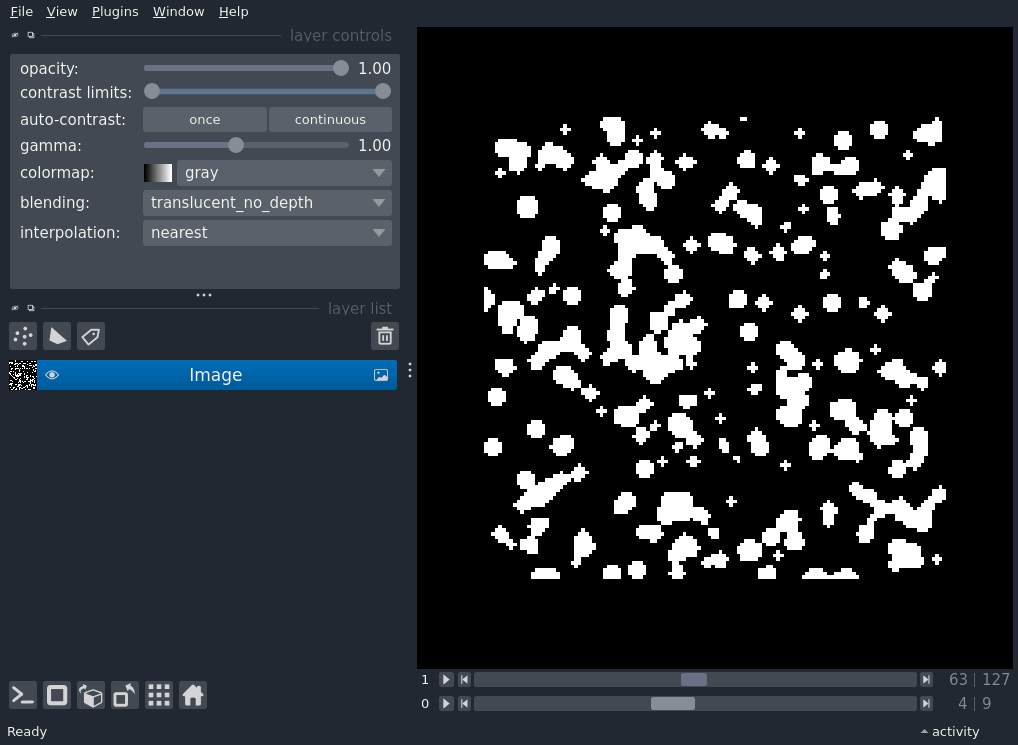 File View Plugins Window Help
layer controls
opacity: 1.00
contrast limits:
auto-contrast: once continuous
gamma: 1.00
colormap: gray
blending: translucent_no_depth
interpolation: nearest
layer list
Image
1 63 | 127
0 4 | 9
Ready activity